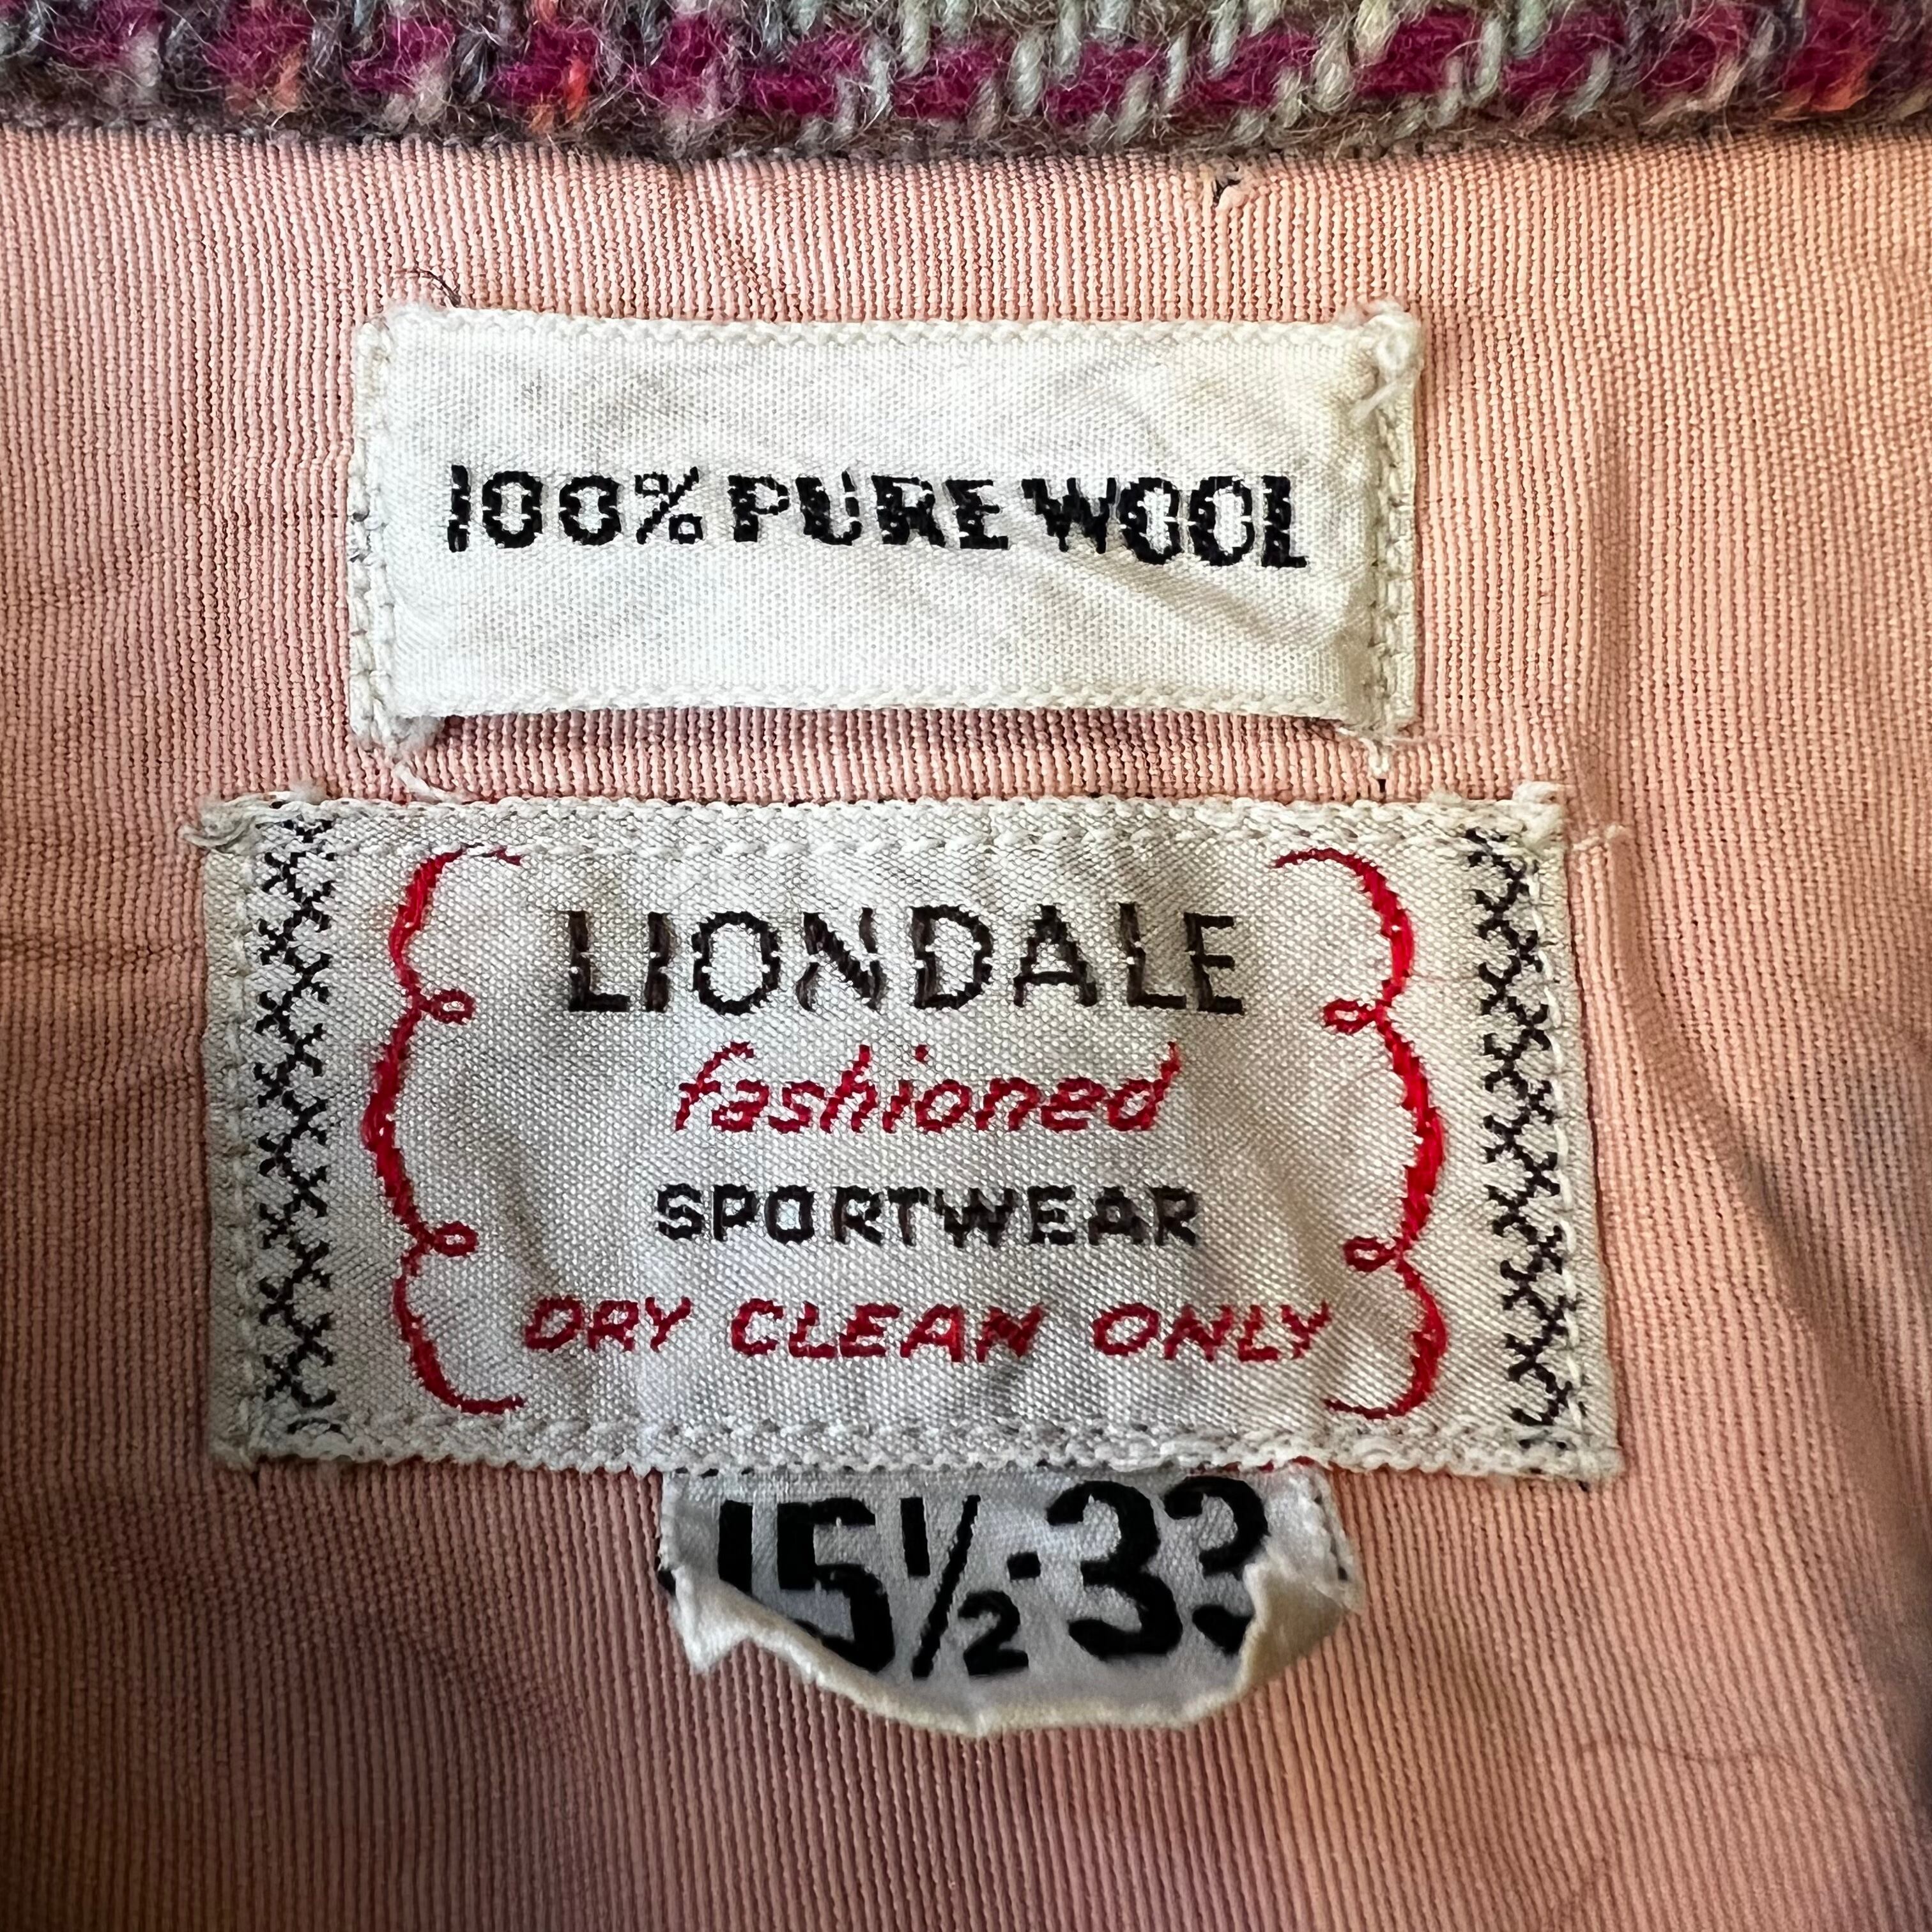 100% PURE WOOL
LIONDALE
fashioned
SPORTWEAR
DRY CLEAN ONLY
15½·33